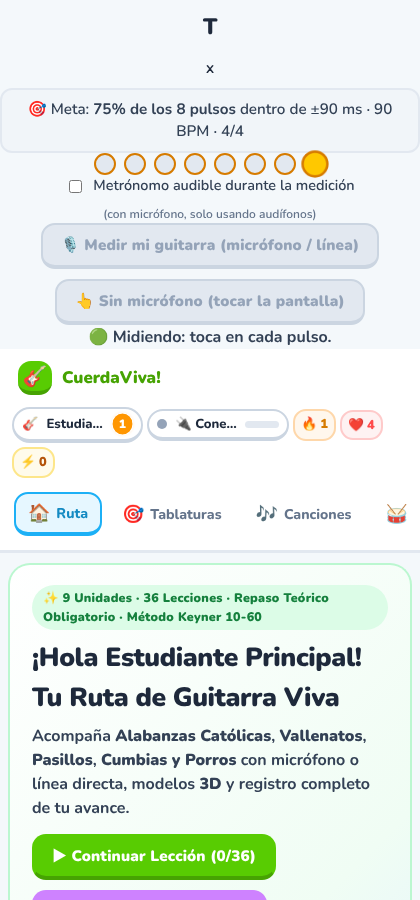 T
x
🎯 Meta: 75% de los 8 pulsos dentro de ±90 ms · 90
BPM · 4/4
Metrónomo audible durante la medición
(con micrófono, solo usando audífonos)
🎙️ Medir mi guitarra (micrófono / línea)
👆 Sin micrófono (tocar la pantalla)
🟢 Midiendo: toca en cada pulso.
🎸 CuerdaViva!
🎸 Estudia... 1 🔌 Cone... 🔥 1 ❤️ 4
⚡ 0
🏠 Ruta 🎯 Tablaturas 🎶 Canciones 🥁
✨ 9 Unidades · 36 Lecciones · Repaso Teórico
Obligatorio · Método Keyner 10-60
¡Hola Estudiante Principal!
Tu Ruta de Guitarra Viva
Acompaña Alabanzas Católicas, Vallenatos,
Pasillos, Cumbias y Porros con micrófono o
línea directa, modelos 3D y registro completo
de tu avance.
▶ Continuar Lección (0/36)